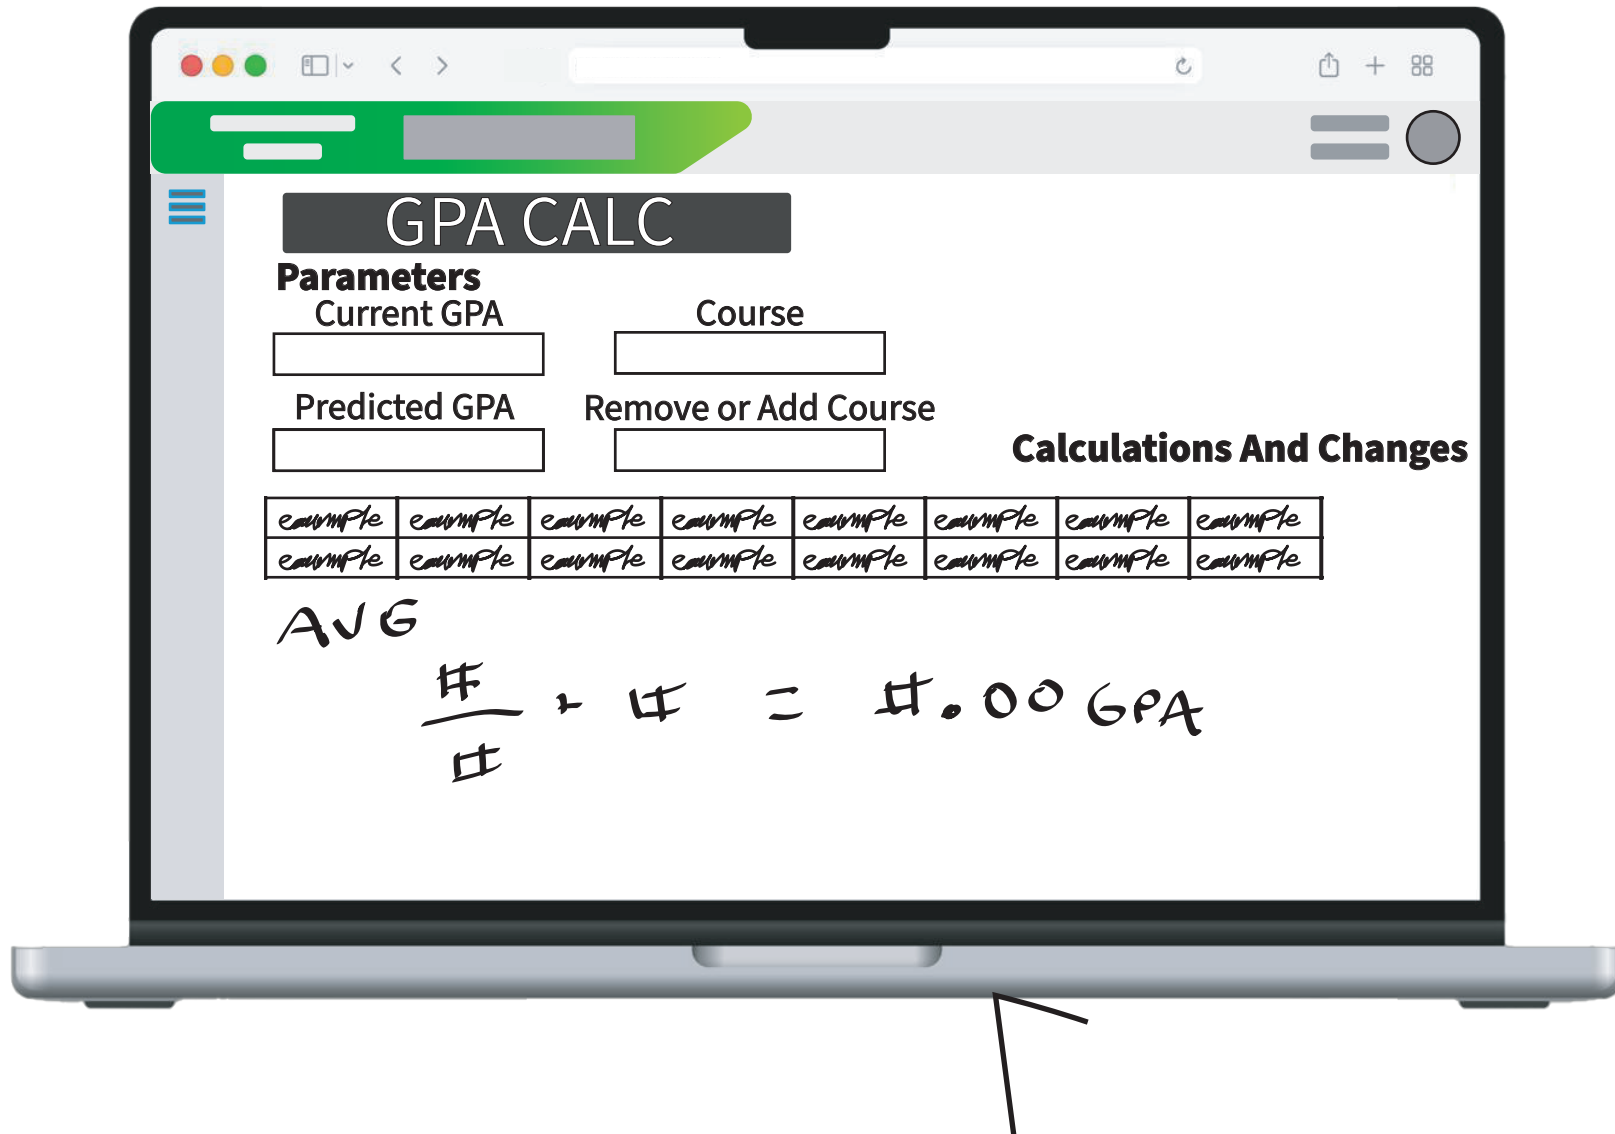 GPA CALC
Parameters
Current GPA Course
Predicted GPA Remove or Add Course
Calculations And Changes
example example example example example example example example
example example example example example example example example
AVG
#
# + # = #.00 GPA